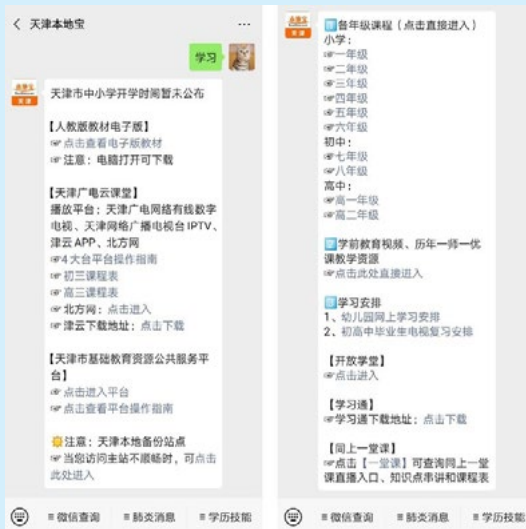 天津本地宝
学习
天津市中小学开学时间暂未公布
【人教版教材电子版】
☞点击查看电子版教材
☞注意：电脑打开可下载
【天津广电云课堂】
播放平台：天津广电网络有线数字
电视、天津网络广播电视台IPTV、
津云APP、北方网
☞4大台平台操作指南
☞初三课程表
☞高三课程表
☞北方网：点击进入
☞津云下载地址：点击下载
【天津市基础教育资源公共服务平
台】
☞点击进入平台
☞点击查看平台操作指南
注意：天津本地备份站点
☞当您访问主站不顺畅时，可点击
此处进入
微信查询
肺炎消息
学历技能
各年级课程（点击直接进入）
小学：
☞一年级
☞二年级
☞三年级
☞四年级
☞五年级
☞六年级
初中：
☞七年级
☞八年级
高中：
☞高一年级
☞高二年级
学前教育视频、历年一师一优
课教学资源
☞点击此处直接进入
学习安排
1、幼儿园网上学习安排
2、初高中毕业生电视复习安排
【开放学堂】
☞点击进入
【学习通】
☞学习通下载地址：点击下载
【同上一堂课】
☞点击【一堂课】可查询同上一堂
课直播入口、知识点串讲和课程表
微信查询
肺炎消息
学历技能